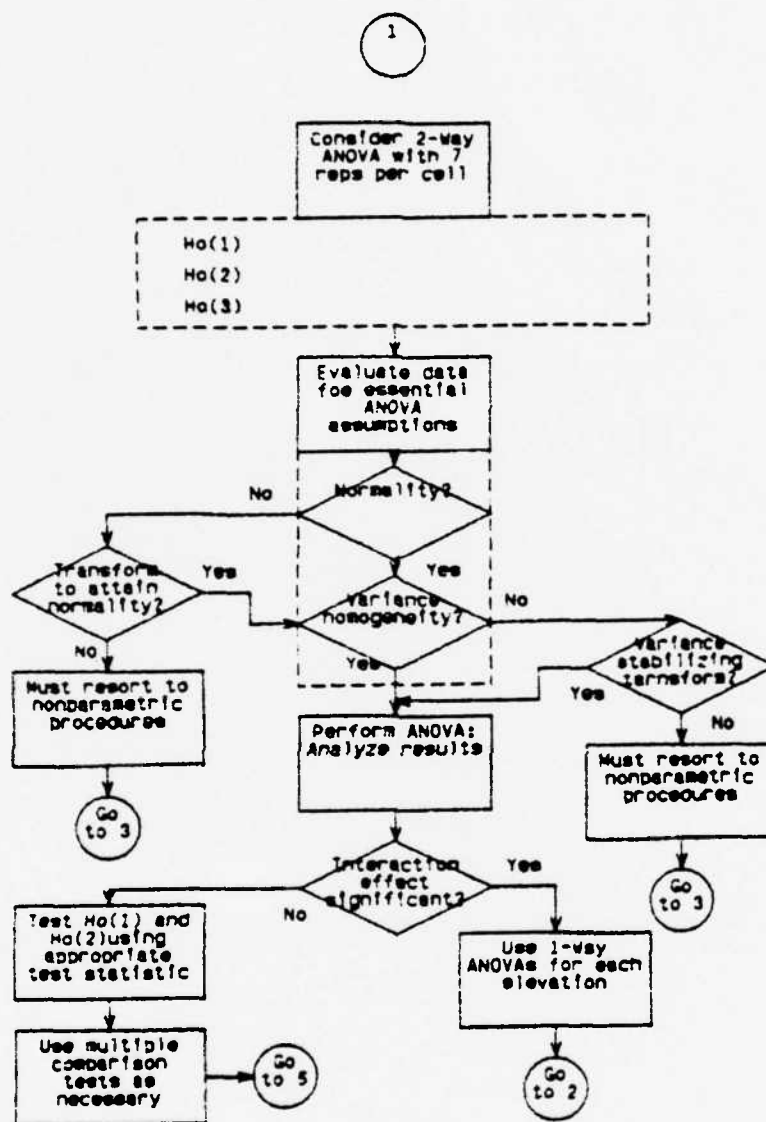 1
Consider 2-Way
ANOVA with 7
reps per cell
Ho(1)
Ho(2)
Ho(3)
Evaluate data
foe essential
ANOVA
assumptions
No
Normality?
Yes
Transform
to attain
normality?
Yes
Variance
homogeneity?
No
No
Yes
Variance
stabilizing
tarnsform?
Yes
No
Must resort to
nonparametric
procedures
Perform ANOVA:
Analyze results
Must resort to
nonparametric
procedures
Go
to 3
Interaction
effect
significant?
Yes
No
Go
to 3
Test Ho(1) and
Ho(2)using
appropriate
test statistic
Use 1-Way
ANOVAs for each
elevation
Use multiple
comparison
tests as
necessary
Go
to 5
Go
to 2